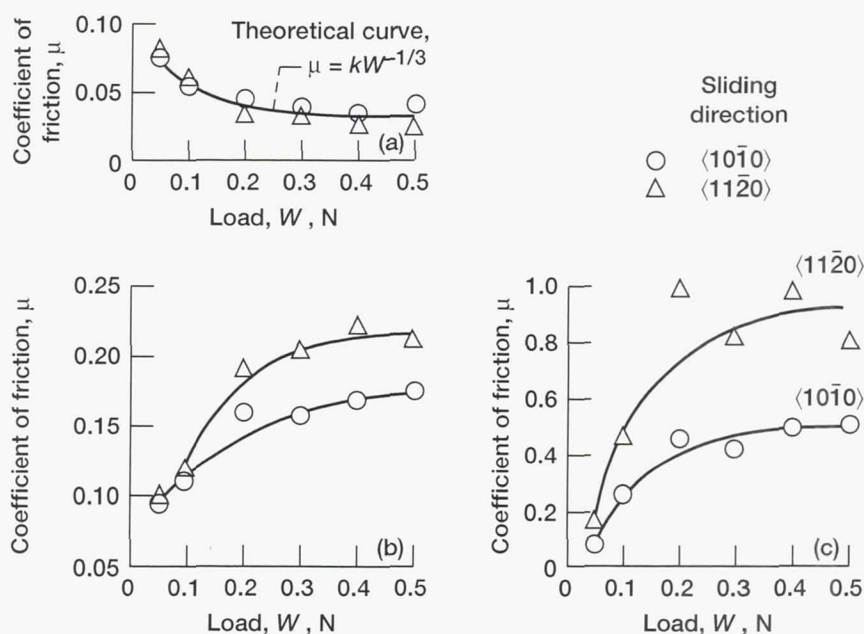 0.10
0.05
0
Coefficient of
friction, μ
Theoretical curve,
μ = kW−1/3
(a)
0 0.1 0.2 0.3 0.4 0.5
Load, W , N
Sliding
direction
⟨101̅0⟩
⟨112̅0⟩
0.25
0.20
0.15
0.10
0.05
Coefficient of friction, μ
(b)
0 0.1 0.2 0.3 0.4 0.5
Load, W , N
1.0
0.8
0.6
0.4
0.2
0
Coefficient of friction, μ
⟨112̅0⟩
⟨101̅0⟩
(c)
0 0.1 0.2 0.3 0.4 0.5
Load, W , N